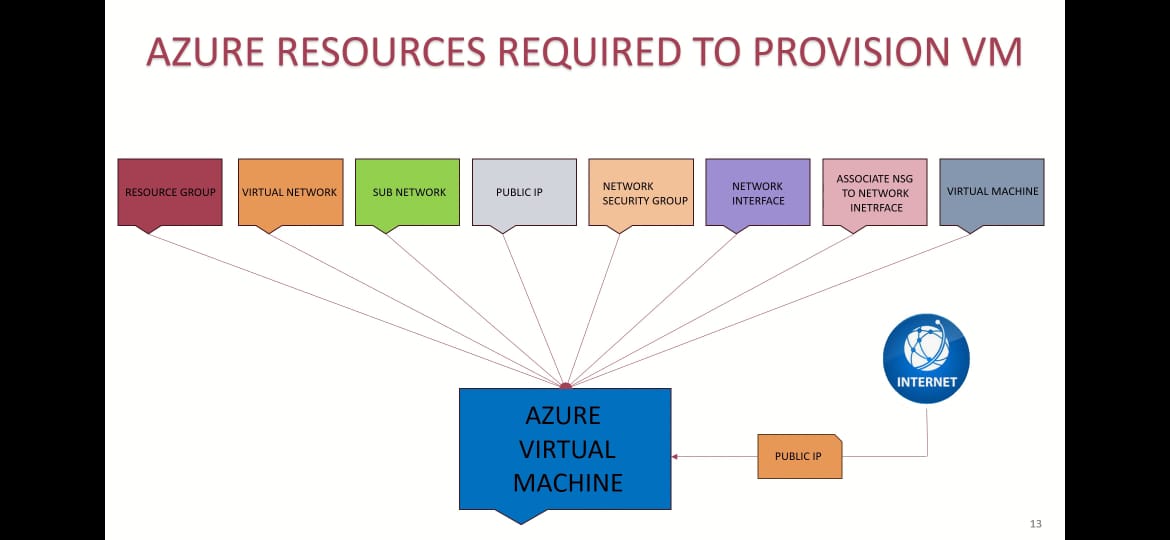 AZURE RESOURCES REQUIRED TO PROVISION VM
RESOURCE GROUP
VIRTUAL NETWORK
SUB NETWORK
PUBLIC IP
NETWORK
SECURITY GROUP
NETWORK
INTERFACE
ASSOCIATE NSG
TO NETWORK
INETRFACE
VIRTUAL MACHINE
INTERNET
AZURE
VIRTUAL
MACHINE
PUBLIC IP
13